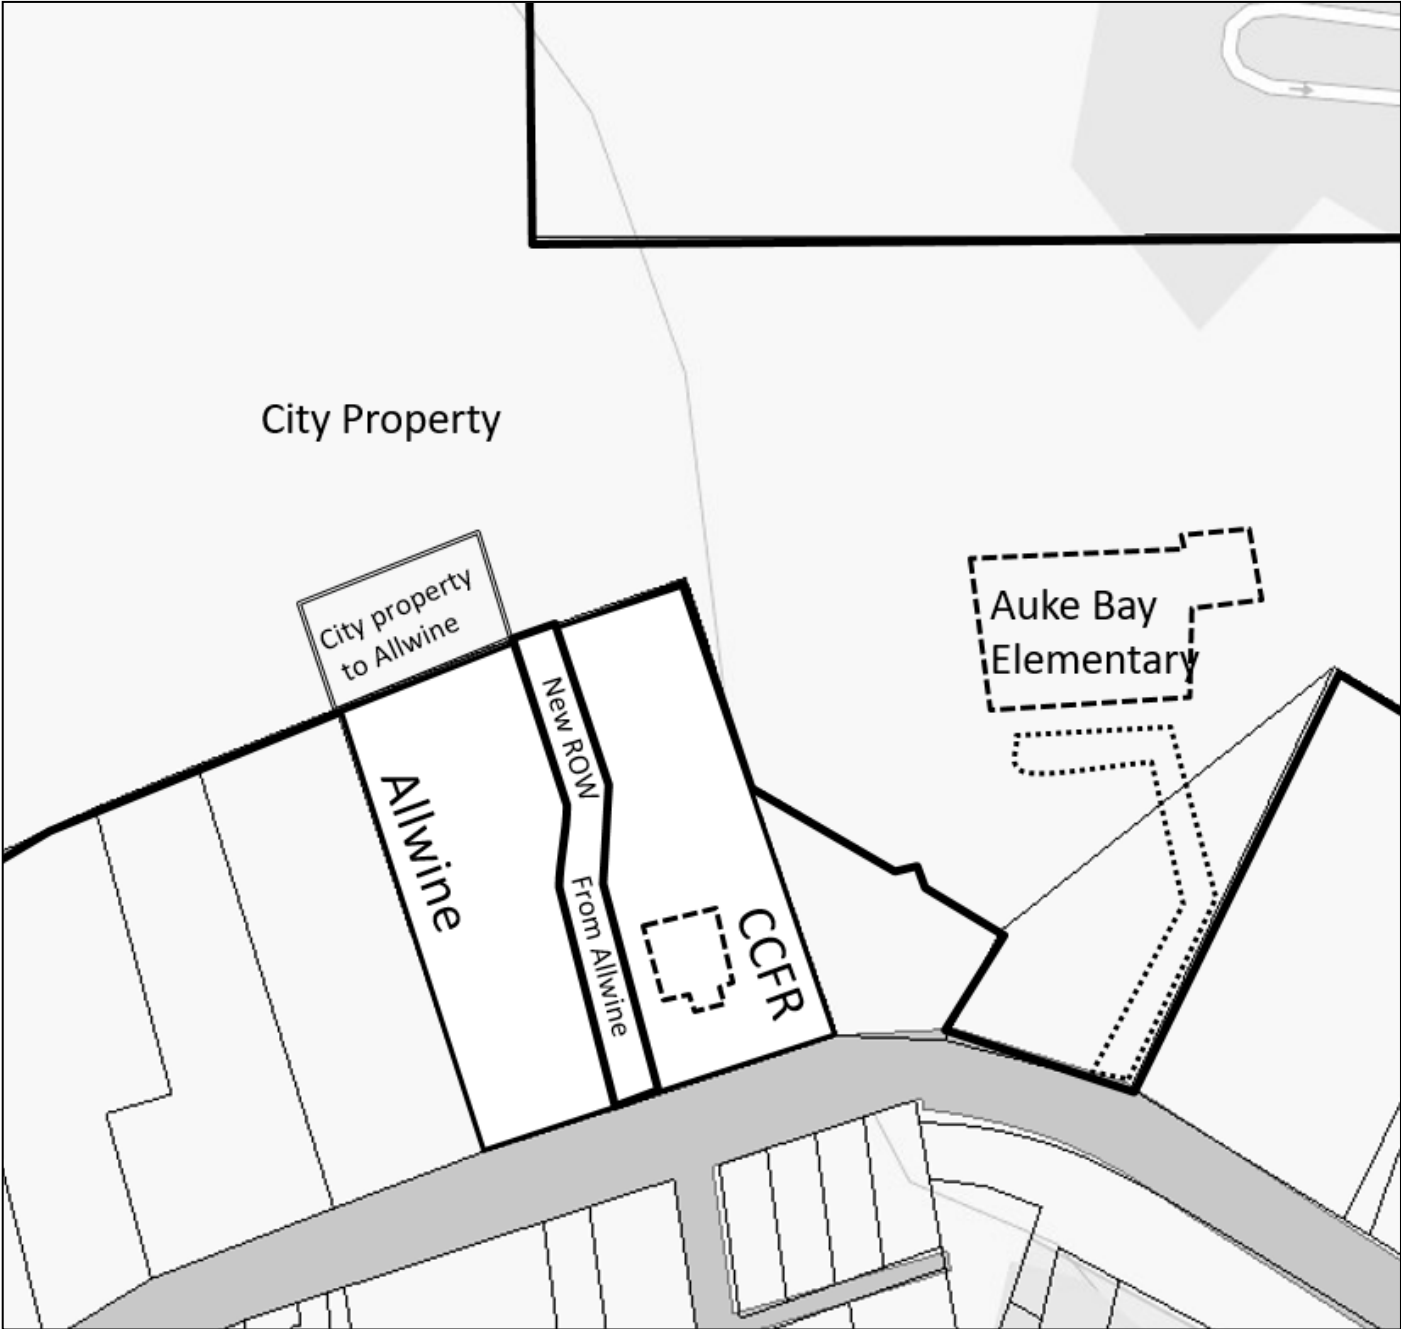 City Property
City property
to Allwine
Auke Bay
Elementary
New ROW
From Allwine
Allwine
CCFR